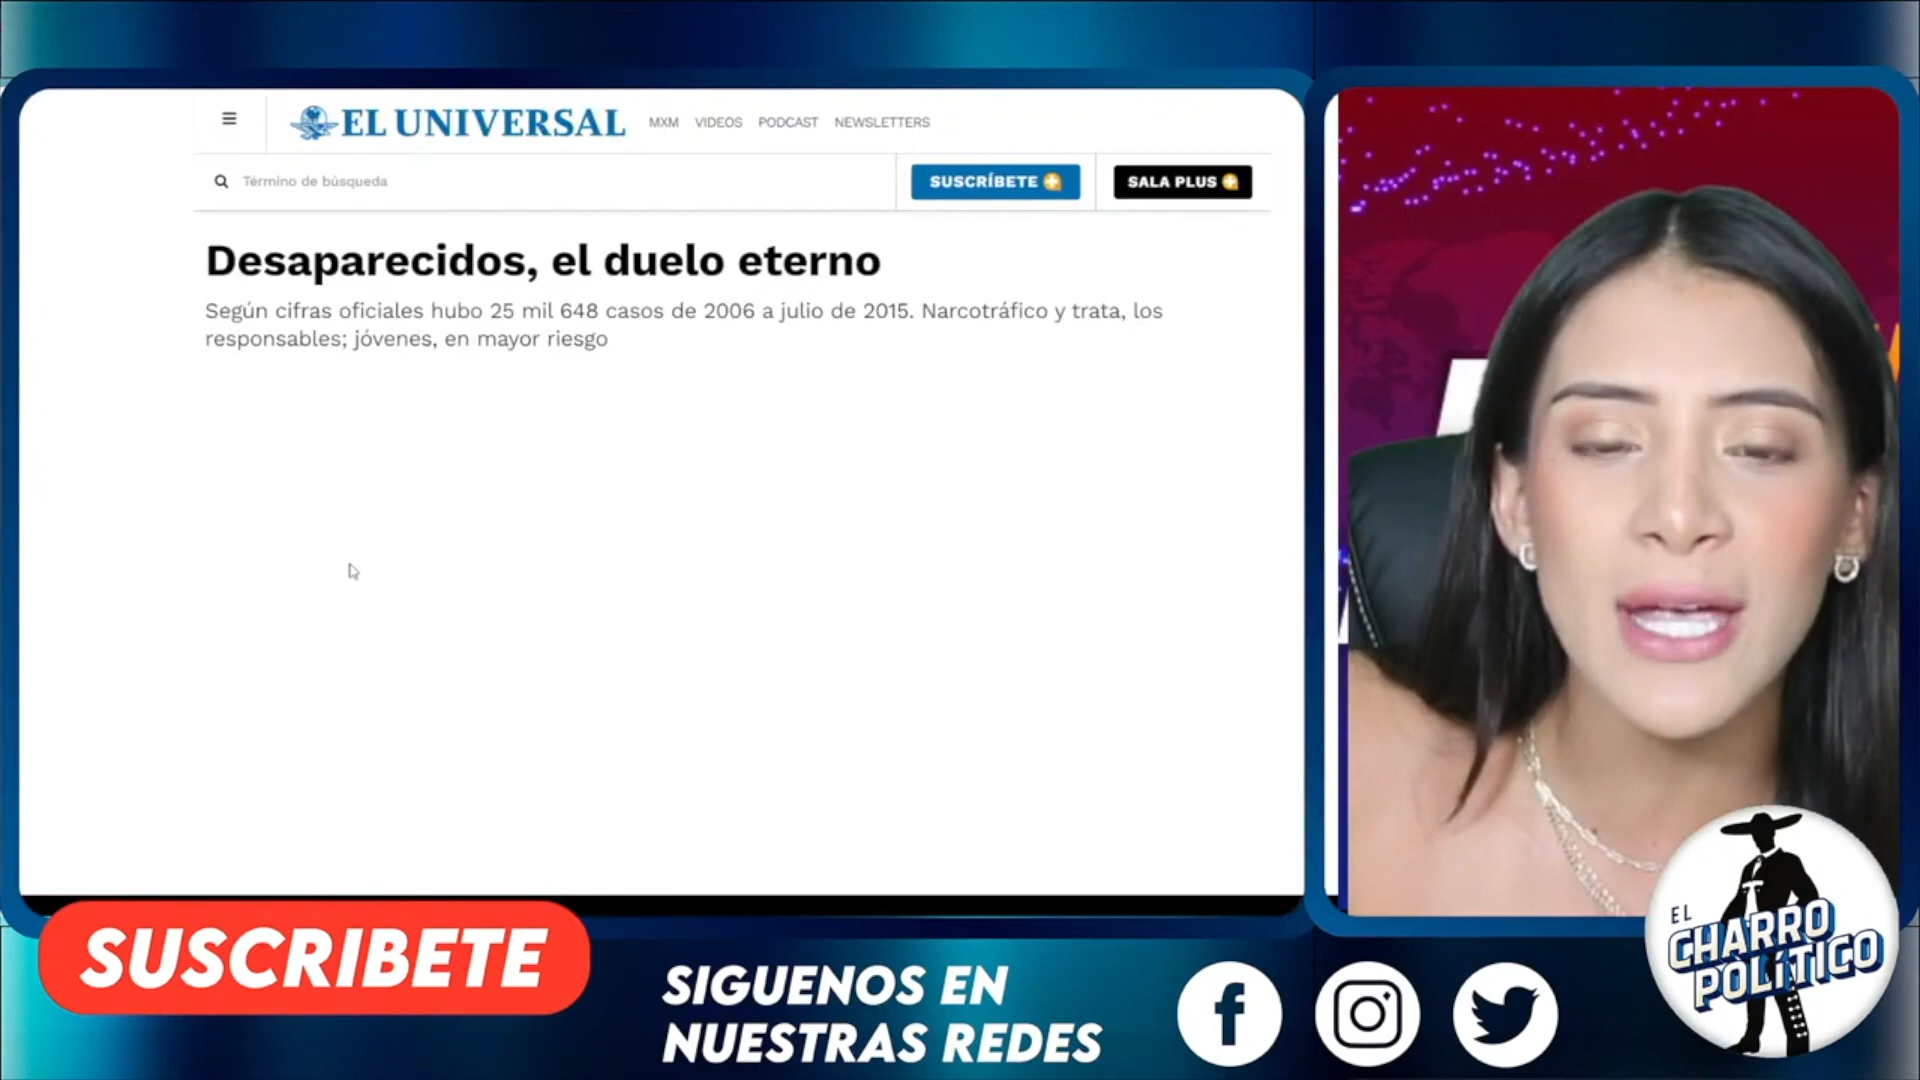 EL UNIVERSAL
MXM VIDEOS PODCAST NEWSLETTERS
Término de búsqueda
SUSCRÍBETE
SALA PLUS
Desaparecidos, el duelo eterno
Según cifras oficiales hubo 25 mil 648 casos de 2006 a julio de 2015. Narcotráfico y trata, los
responsables; jóvenes, en mayor riesgo
SUSCRIBETE
SIGUENOS EN
NUESTRAS REDES
EL
CHARRO
POLÍTICO